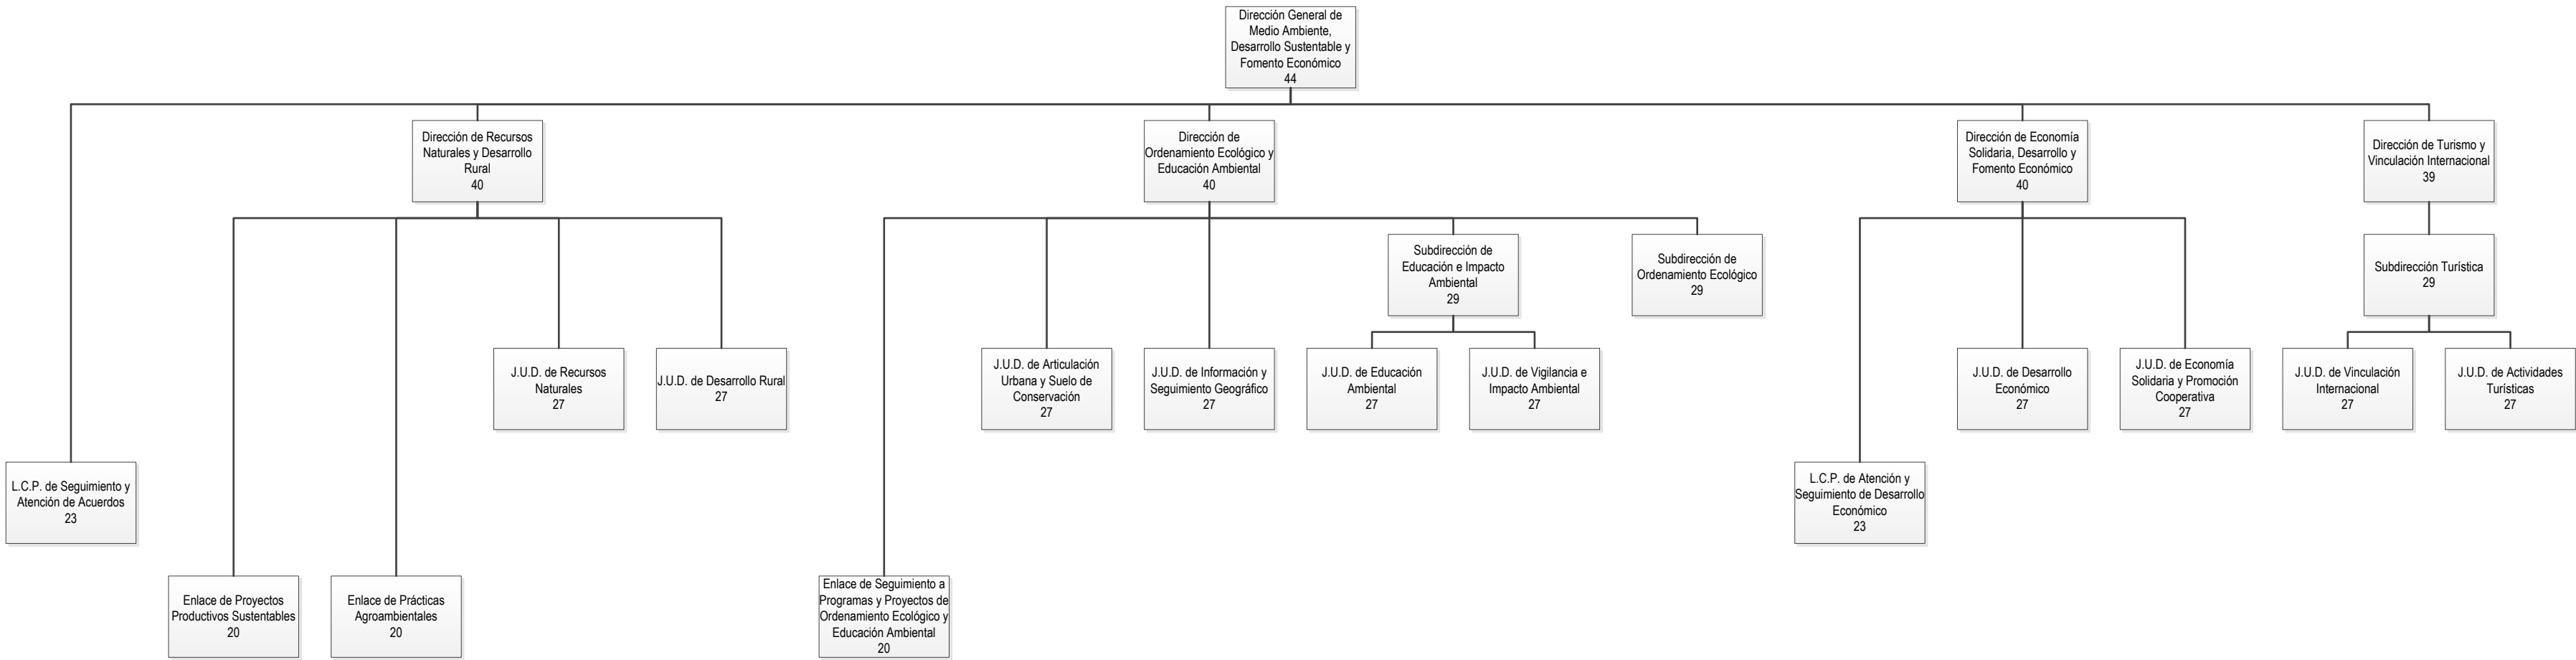 Dirección General de
Medio Ambiente,
Desarrollo Sustentable y
Fomento Económico
44
Dirección de Recursos
Naturales y Desarrollo
Rural
40
Dirección de
Ordenamiento Ecológico y
Educación Ambiental
40
Dirección de Economía
Solidaria, Desarrollo y
Fomento Económico
40
Dirección de Turismo y
Vinculación Internacional
39
Subdirección de
Educación e Impacto
Ambiental
29
Subdirección de
Ordenamiento Ecológico
29
Subdirección Turística
29
J.U.D. de Recursos
Naturales
27
J.U.D. de Desarrollo Rural
27
J.U.D. de Articulación
Urbana y Suelo de
Conservación
27
J.U.D. de Información y
Seguimiento Geográfico
27
J.U.D. de Educación
Ambiental
27
J.U.D. de Vigilancia e
Impacto Ambiental
27
J.U.D. de Desarrollo
Económico
27
J.U.D. de Economía
Solidaria y Promoción
Cooperativa
27
J.U.D. de Vinculación
Internacional
27
J.U.D. de Actividades
Turísticas
27
L.C.P. de Seguimiento y
Atención de Acuerdos
23
L.C.P. de Atención y
Seguimiento de Desarrollo
Económico
23
Enlace de Proyectos
Productivos Sustentables
20
Enlace de Prácticas
Agroambientales
20
Enlace de Seguimiento a
Programas y Proyectos de
Ordenamiento Ecológico y
Educación Ambiental
20